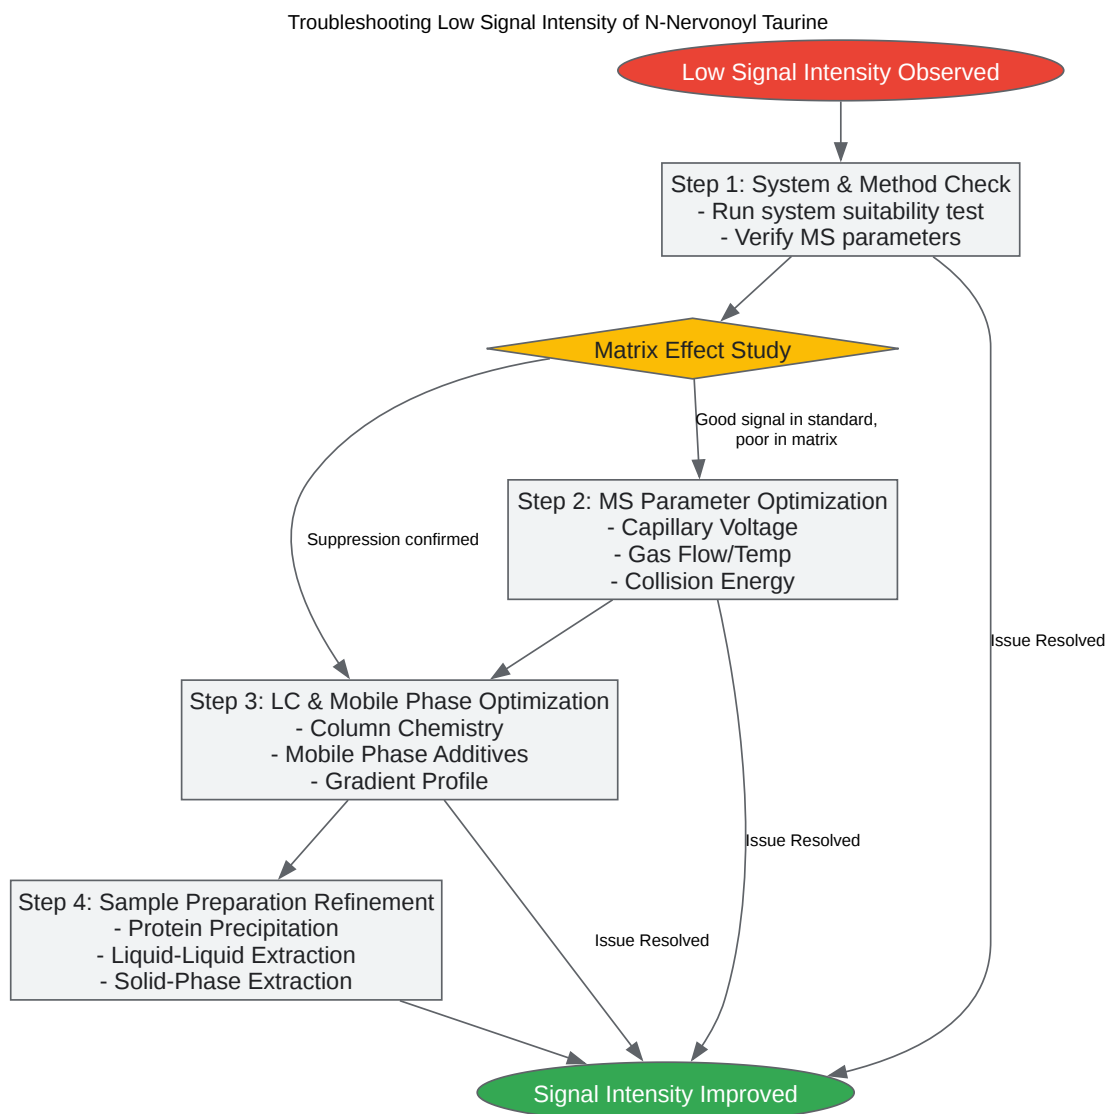 Troubleshooting Low Signal Intensity of N-Nervonoyl Taurine
Low Signal Intensity Observed
Step 1: System & Method Check
- Run system suitability test
- Verify MS parameters
Matrix Effect Study
Good signal in standard,
poor in matrix
Step 2: MS Parameter Optimization
- Capillary Voltage
- Gas Flow/Temp
- Collision Energy
Suppression confirmed
Issue Resolved
Step 3: LC & Mobile Phase Optimization
- Column Chemistry
- Mobile Phase Additives
- Gradient Profile
Issue Resolved
Step 4: Sample Preparation Refinement
- Protein Precipitation
- Liquid-Liquid Extraction
- Solid-Phase Extraction
Issue Resolved
Signal Intensity Improved